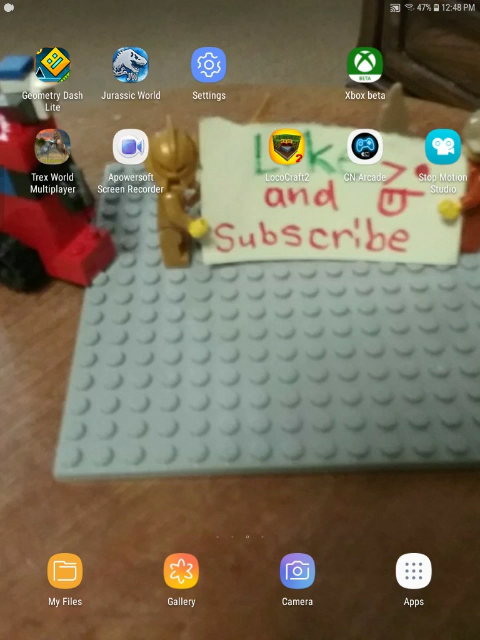 47% 12:48 PM
Geometry Dash Lite
Jurassic World
Settings
Xbox beta
BETA
Trex World Multiplayer
Apowersoft Screen Recorder
LocoCraft2
?
CN Arcade
Stop Motion Studio
Like
and
Subscribe
My Files
Gallery
Camera
Apps